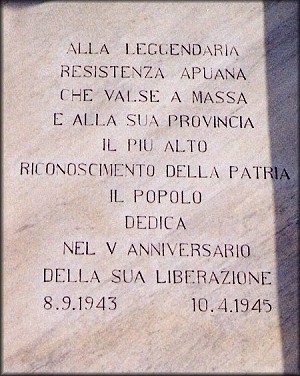 ALLA LEGGENDARIA
RESISTENZA APUANA
CHE VALSE A MASSA
E ALLA SUA PROVINCIA
IL PIU ALTO
RICONOSCIMENTO DELLA PATRIA
IL POPOLO
DEDICA
NEL V ANNIVERSARIO
DELLA SUA LIBERAZIONE
8.9.1943 10.4.1945